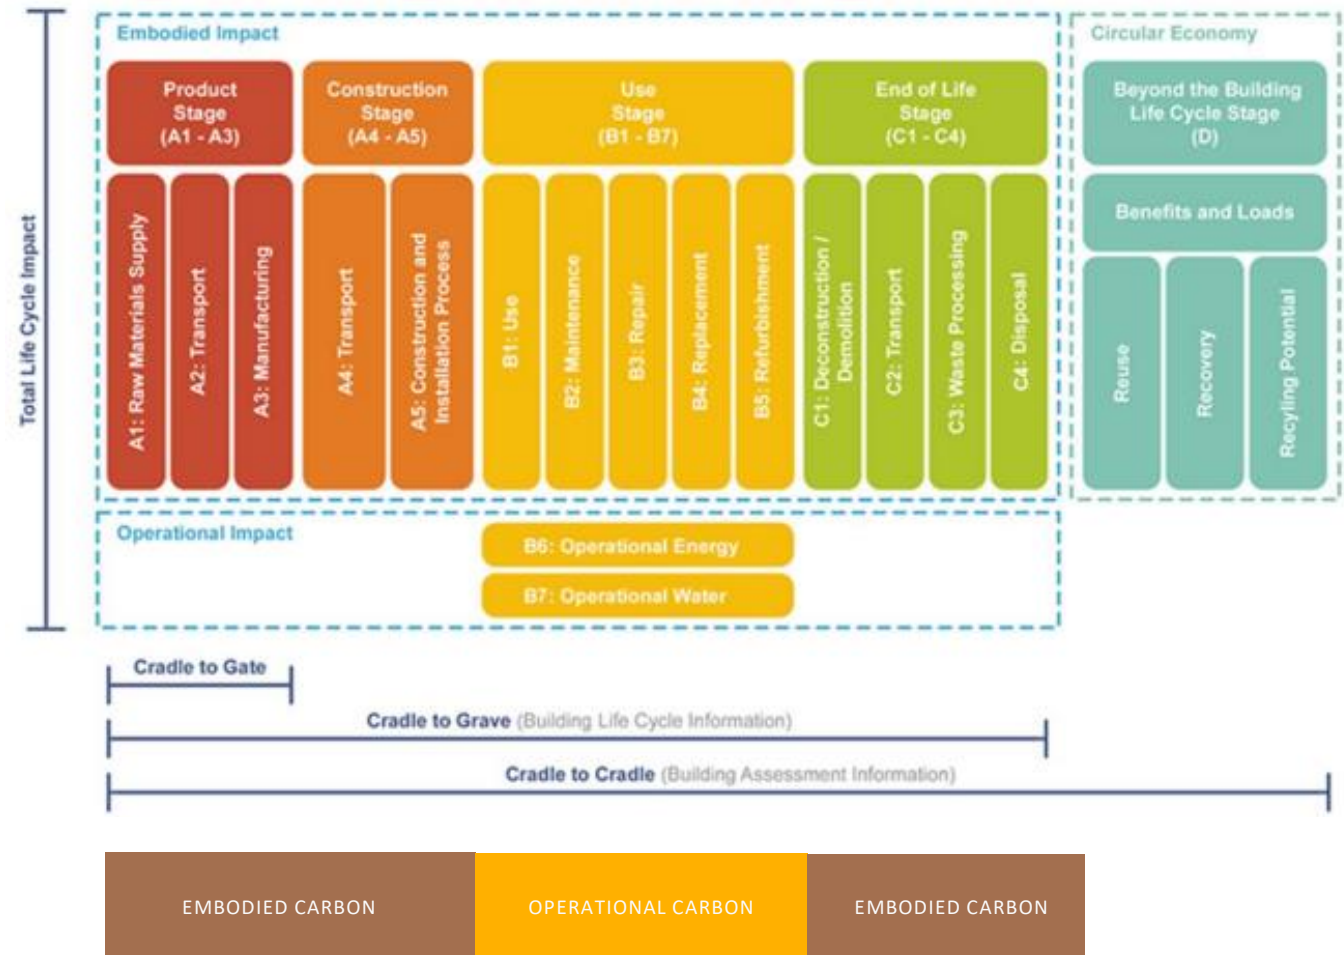 Embodied Impact
Circular Economy
Product
Stage
(A1 - A3)
Construction
Stage
(A4 - A5)
Use
Stage
(B1 - B7)
End of Life
Stage
(C1 - C4)
Beyond the Building
Life Cycle Stage
(D)
Total Life Cycle Impact
A1: Raw Materials Supply
A2: Transport
A3: Manufacturing
A4: Transport
A5: Construction and
Installation Process
B1: Use
B2: Maintenance
B3: Repair
B4: Replacement
B5: Refurbishment
C1: Deconstruction /
Demolition
C2: Transport
C3: Waste Processing
C4: Disposal
Benefits and Loads
Reuse
Recovery
Recyling Potential
Operational Impact
B6: Operational Energy
B7: Operational Water
Cradle to Gate
Cradle to Grave (Building Life Cycle Information)
Cradle to Cradle (Building Assessment Information)
EMBODIED CARBON
OPERATIONAL CARBON
EMBODIED CARBON